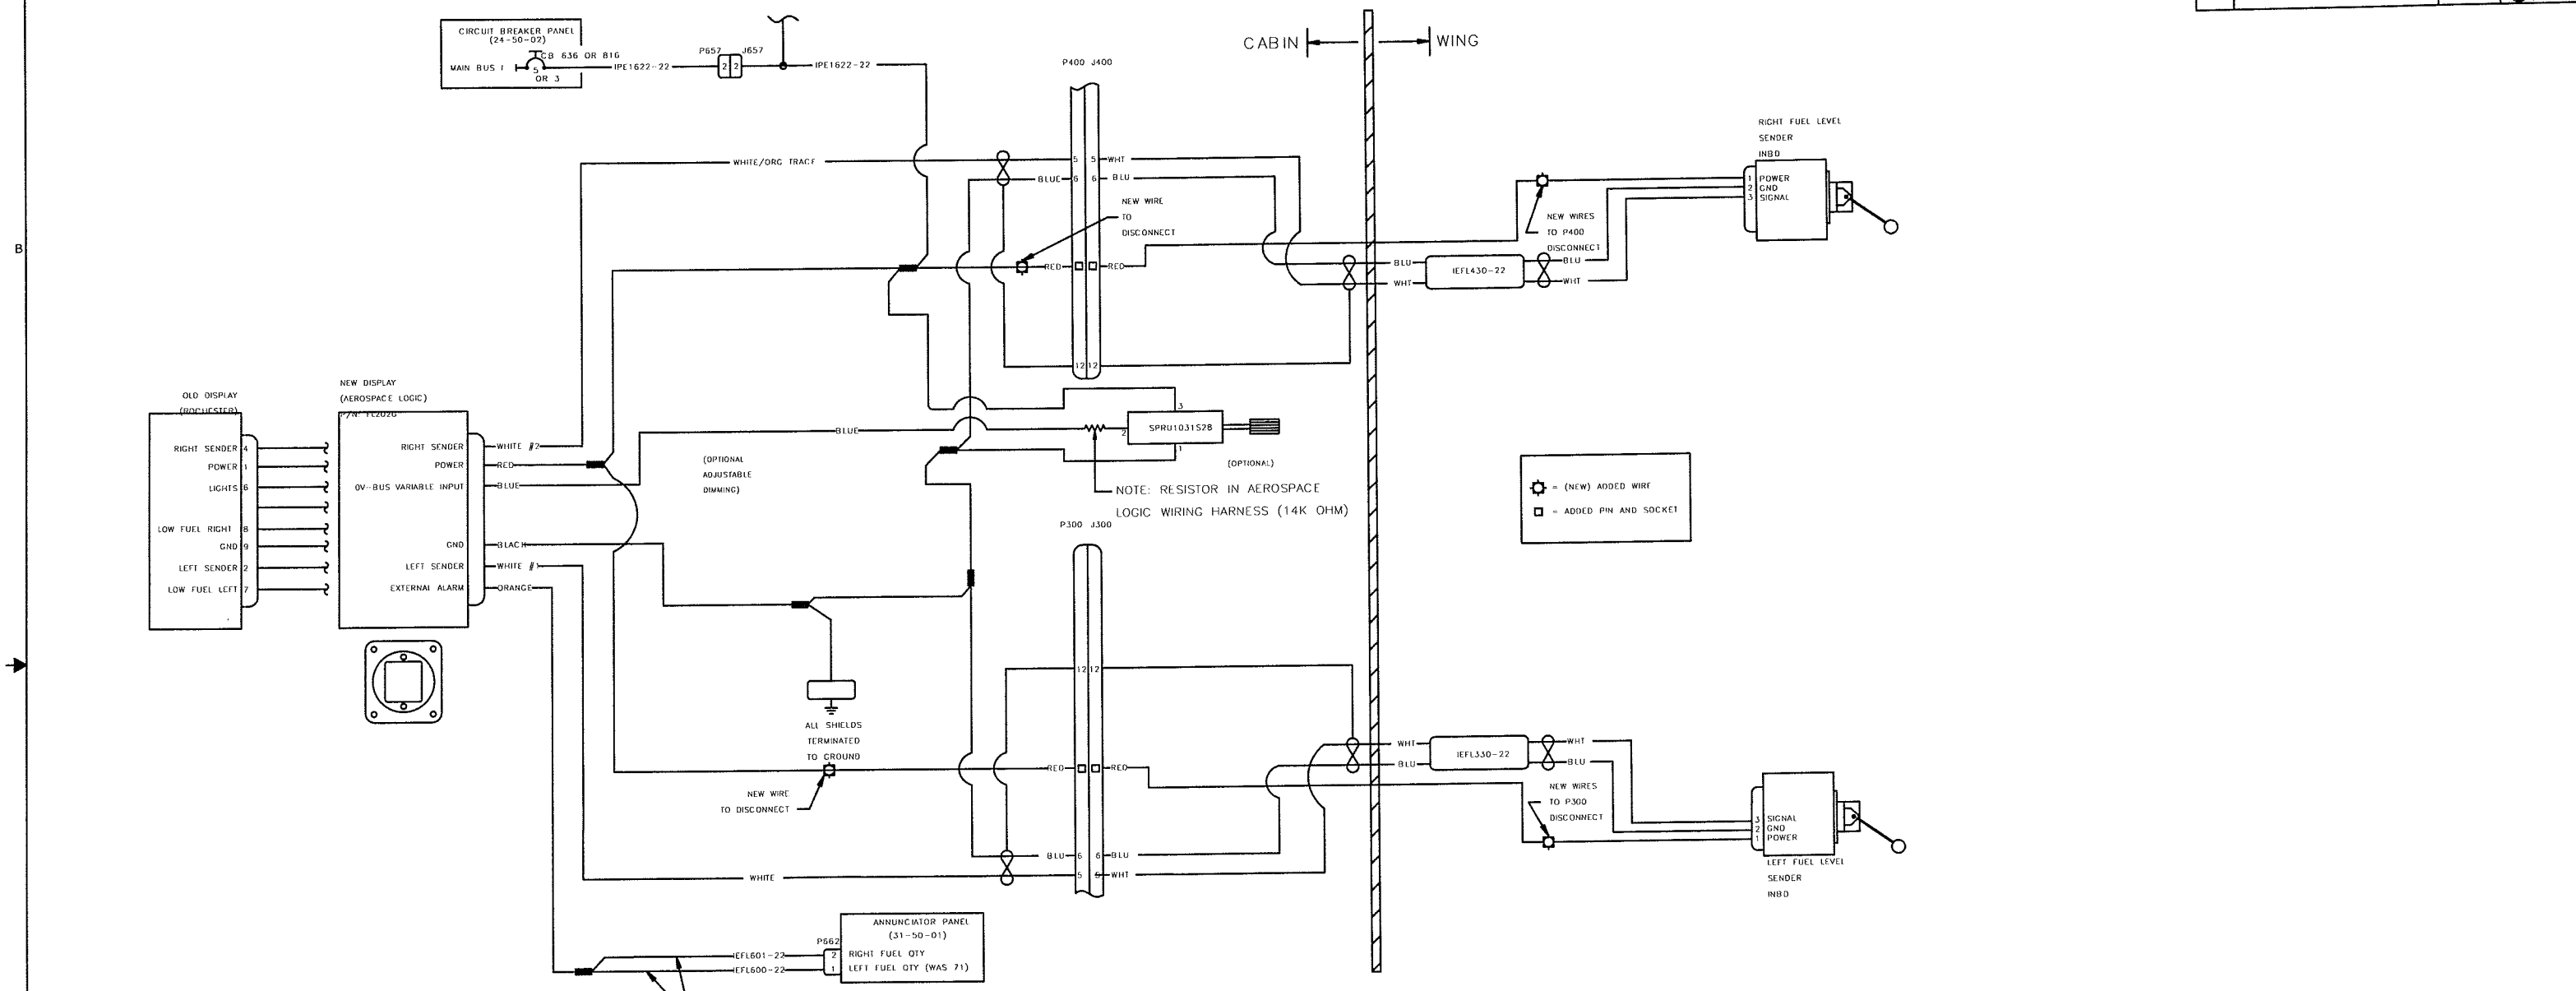 CIRCUIT BREAKER PANEL
(24-50-02)
CB 636 OR 816
MAIN BUS 1
5
OR 3
IPE1622-22
P657 J657
2 2
IPE1622-22
CABIN
WING
P400 J400
WHITE/ORG TRACE
5 5 WHT
BLUE 6 6 BLU
NEW WIRE
TO
DISCONNECT
RED
RED
12 12
RIGHT FUEL LEVEL
SENDER
INBD
1 POWER
2 GND
3 SIGNAL
NEW WIRES
TO P400
DISCONNECT
BLU
WHT
IEFL430-22
BLU
WHT
B
OLD DISPLAY
(ROCHESTER)
RIGHT SENDER 4
POWER 1
LIGHTS 6
LOW FUEL RIGHT 8
GND 9
LEFT SENDER 2
LOW FUEL LEFT 7
NEW DISPLAY
(AEROSPACE LOGIC)
P/N: FL202G
RIGHT SENDER WHITE #2
POWER RED
0V-BUS VARIABLE INPUT BLUE
GND BLACK
LEFT SENDER WHITE #1
EXTERNAL ALARM ORANGE
BLUE
(OPTIONAL
ADJUSTABLE
DIMMING)
3
2
SPRU1031S28
1
(OPTIONAL)
NOTE: RESISTOR IN AEROSPACE
LOGIC WIRING HARNESS (14K OHM)
= (NEW) ADDED WIRE
= ADDED PIN AND SOCKET
P300 J300
12 12
ALL SHIELDS
TERMINATED
TO GROUND
NEW WIRE
TO DISCONNECT
RED
RED
BLU 6 6 BLU
WHITE
5 5 WHT
WHT
BLU
IEFL330-22
WHT
BLU
NEW WIRES
TO P300
DISCONNECT
3 SIGNAL
2 GND
1 POWER
LEFT FUEL LEVEL
SENDER
INBD
ANNUNCIATOR PANEL
(31-50-01)
P662
IEFL601-22 2 RIGHT FUEL QTY
IEFL600-22 1 LEFT FUEL QTY (WAS 71)